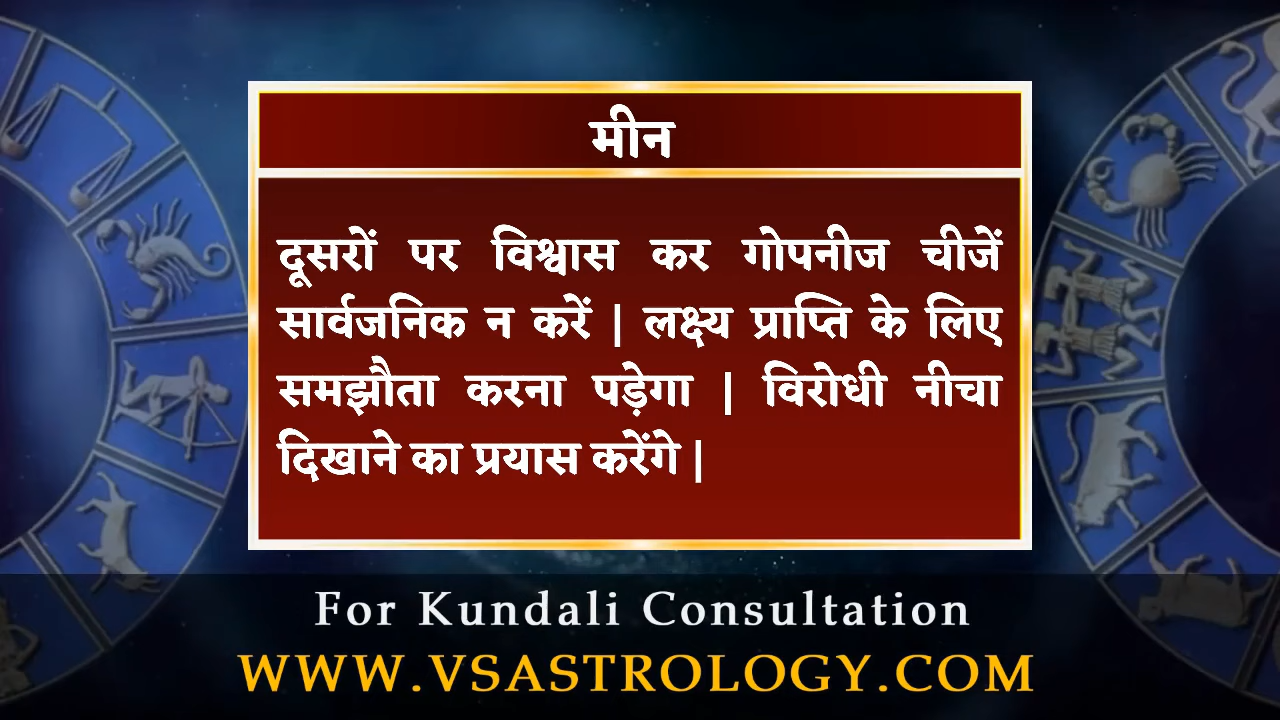 मीन
दूसरों पर विश्वास कर गोपनीज चीजें
सार्वजनिक न करें | लक्ष्य प्राप्ति के लिए
समझौता करना पड़ेगा | विरोधी नीचा
दिखाने का प्रयास करेंगे |
For Kundali Consultation
WWW.VSASTROLOGY.COM